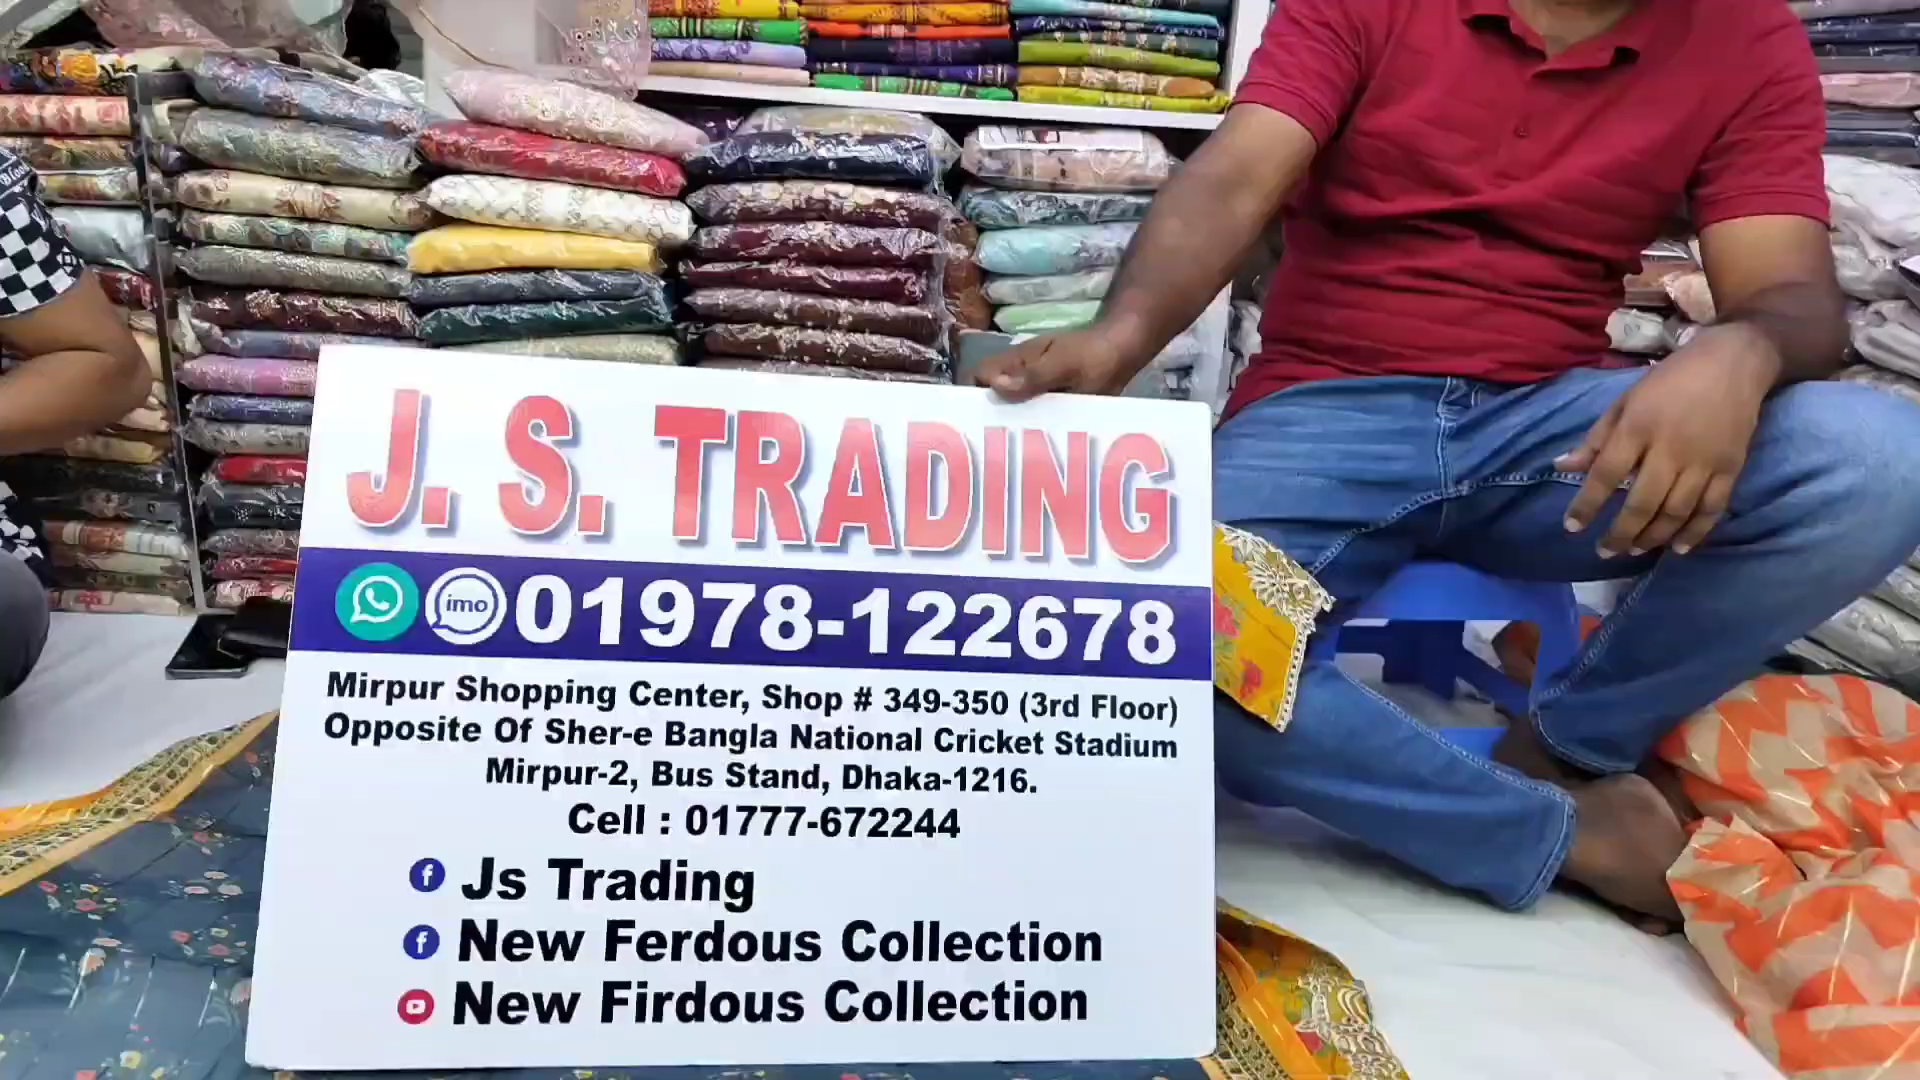 J. S. TRADING
imo 01978-122678
Mirpur Shopping Center, Shop # 349-350 (3rd Floor)
Opposite Of Sher-e Bangla National Cricket Stadium
Mirpur-2, Bus Stand, Dhaka-1216.
Cell : 01777-672244
f Js Trading
f New Ferdous Collection
New Firdous Collection